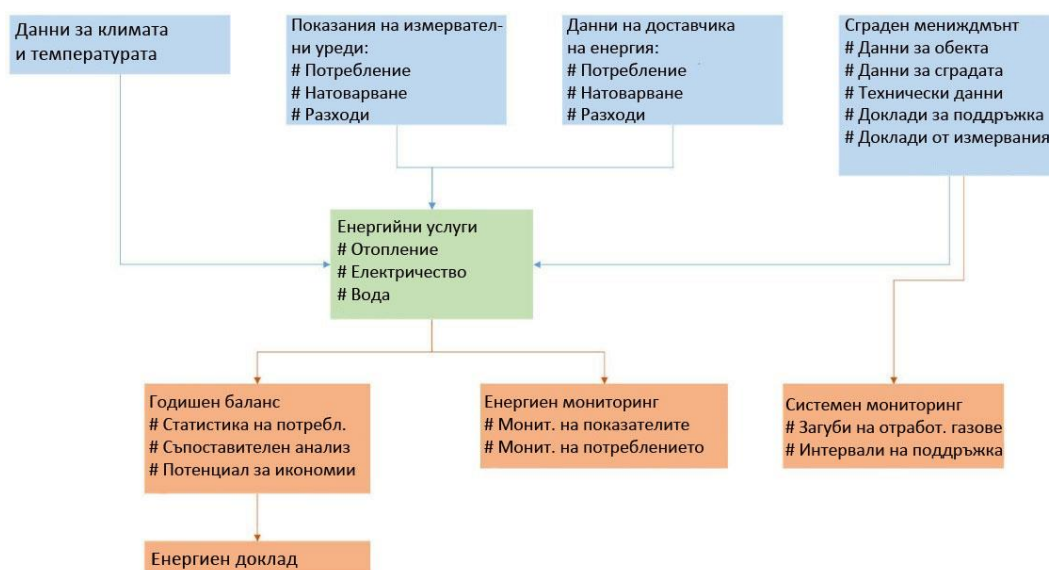 Данни за климата
и температурата
Показания на измервател-
ни уреди:
# Потребление
# Натоварване
# Разходи
Данни на доставчика
на енергия:
# Потребление
# Натоварване
# Разходи
Сграден мениждмънт
# Данни за обекта
# Данни за сградата
# Технически данни
# Доклади за поддръжка
# Доклади от измервания
Енергийни услуги
# Отопление
# Електричество
# Вода
Годишен баланс
# Статистика на потребл.
# Съпоставителен анализ
# Потенциал за икономии
Енергиен мониторинг
# Монит. на показателите
# Монит. на потреблението
Системен мониторинг
# Загуби на отработ. газове
# Интервали на поддръжка
Енергиен доклад